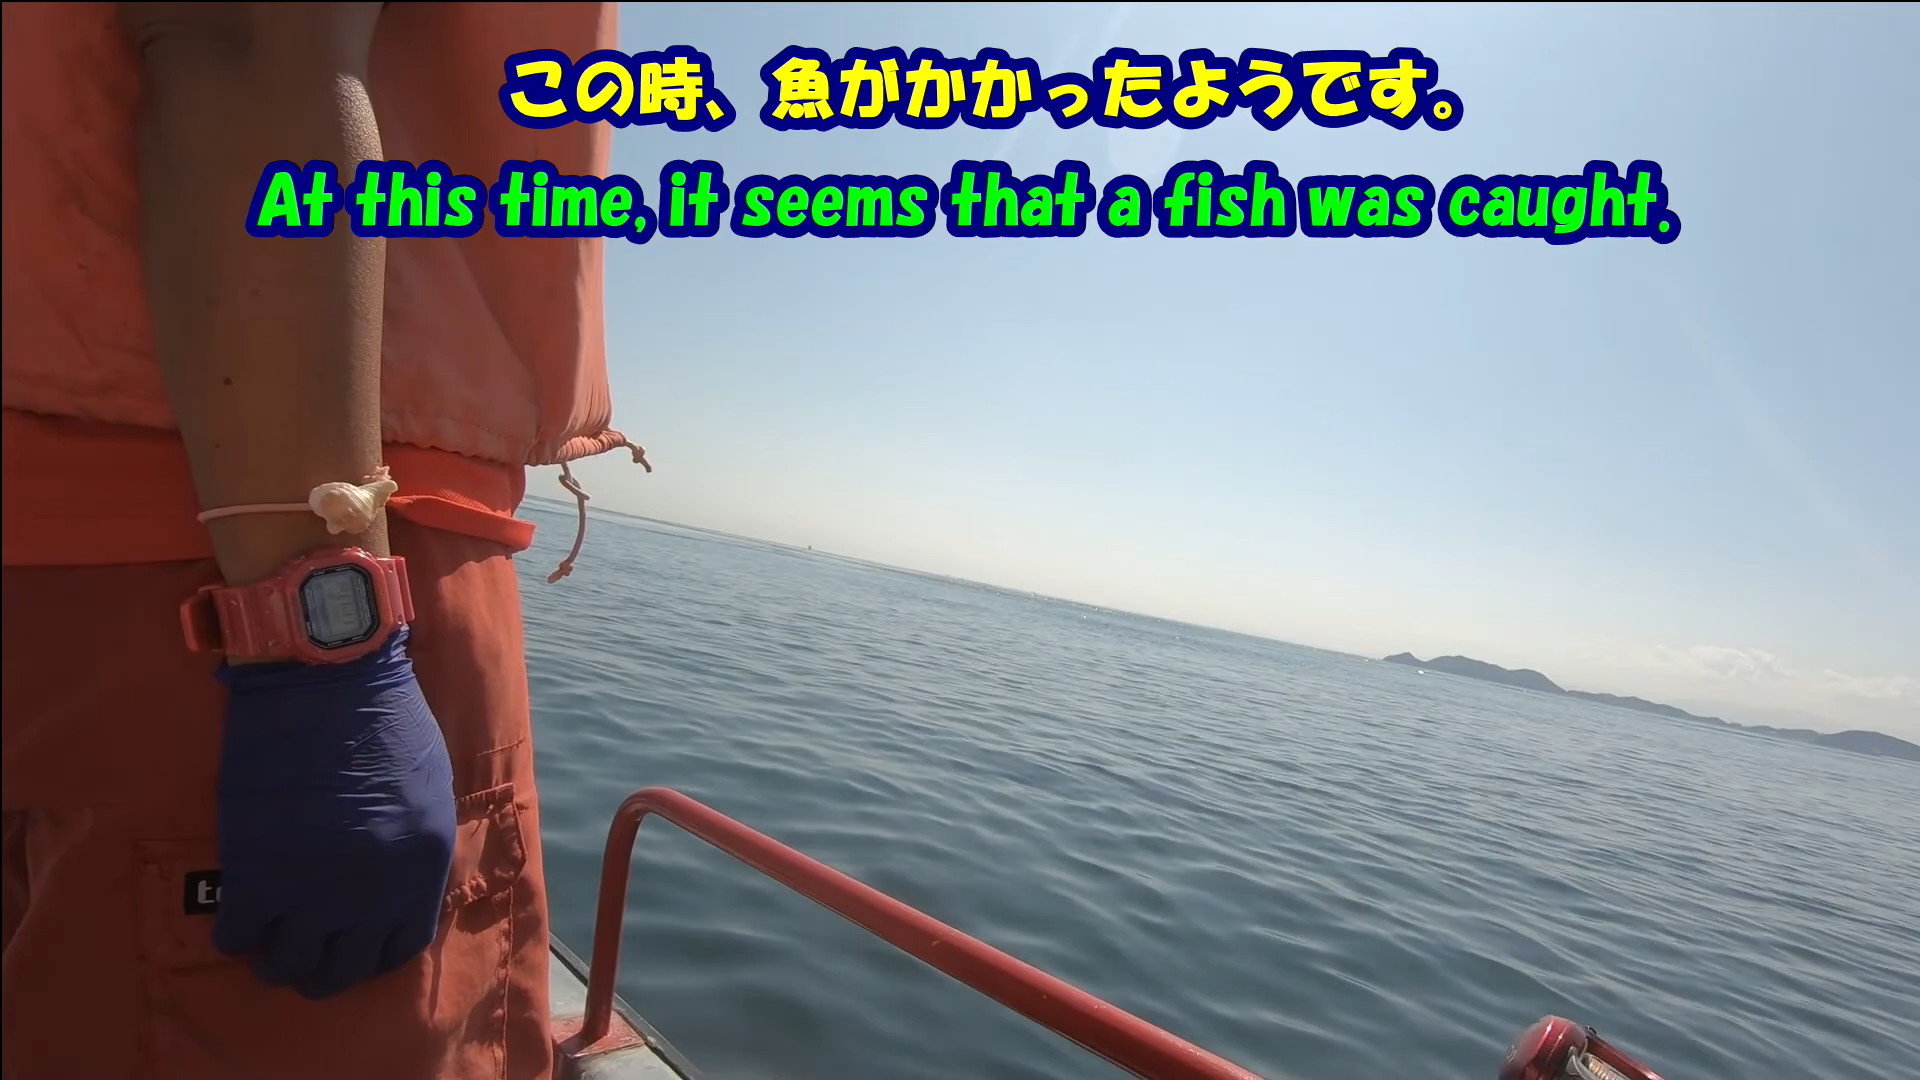 この時、魚がかかったようです。
At this time, it seems that a fish was caught.